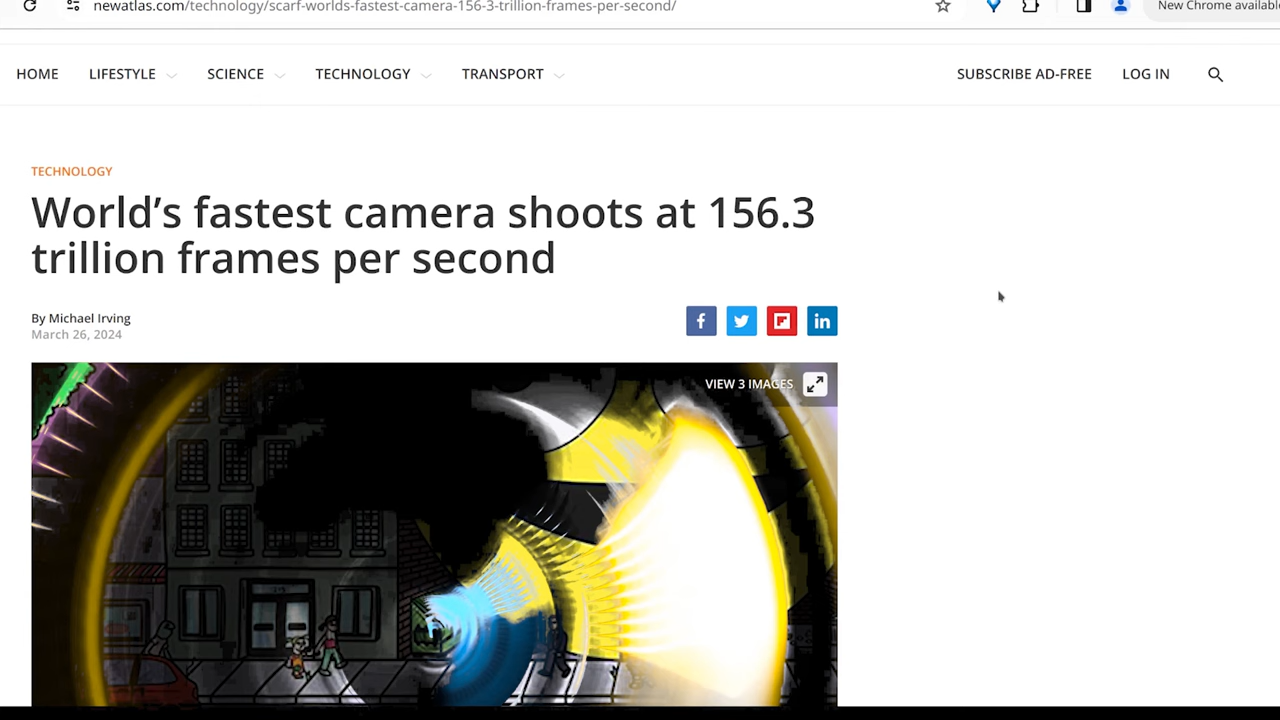 newatlas.com/technology/scarf-worlds-fastest-camera-156-3-trillion-frames-per-second/
New Chrome available
HOME
LIFESTYLE
SCIENCE
TECHNOLOGY
TRANSPORT
SUBSCRIBE AD-FREE
LOG IN
TECHNOLOGY
World’s fastest camera shoots at 156.3
trillion frames per second
By Michael Irving
March 26, 2024
f
in
VIEW 3 IMAGES